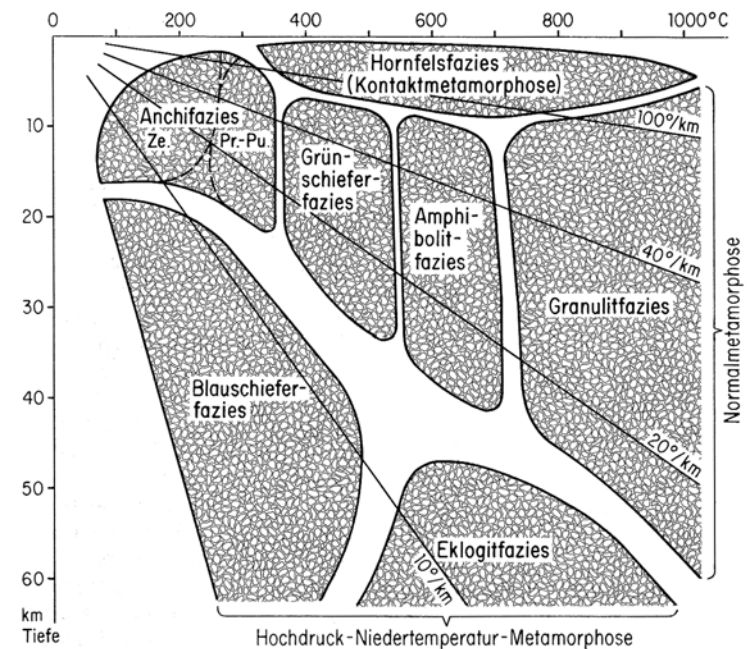 0 200 400 600 800 1000°C
Hornfelsfazies
(Kontaktmetamorphose)
Anchifazies
Ze. Pr.-Pu.
10
100°/km
Grün-
schiefer-
fazies
20
Amphi-
bolit-
fazies
40°/km
30
Granulitfazies
Normalmetamorphose
Blauschiefer-
fazies
40
20°/km
50
Eklogitfazies
10°/km
60
km
Tiefe
Hochdruck-Niedertemperatur-Metamorphose